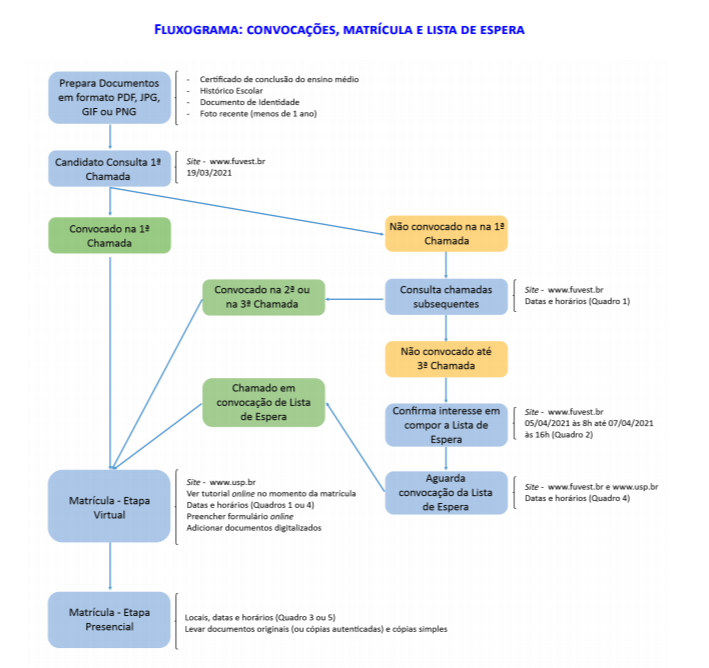 FLUXOGRAMA: CONVOCAÇÕES, MATRÍCULA E LISTA DE ESPERA
Prepara Documentos
em formato PDF, JPG,
GIF ou PNG
- Certificado de conclusão do ensino médio
- Histórico Escolar
- Documento de Identidade
- Foto recente (menos de 1 ano)
Candidato Consulta 1ª
Chamada
Site - www.fuvest.br
19/03/2021
Convocado na 1ª
Chamada
Não convocado na na 1ª
Chamada
Convocado na 2ª ou
na 3ª Chamada
Consulta chamadas
subsequentes
Site - www.fuvest.br
Datas e horários (Quadro 1)
Não convocado até
3ª Chamada
Chamado em
convocação de Lista
de Espera
Confirma interesse em
compor a Lista de
Espera
Site - www.fuvest.br
05/04/2021 às 8h até 07/04/2021
às 16h (Quadro 2)
Aguarda
convocação da Lista
de Espera
Site - www.fuvest.br e www.usp.br
Datas e horários (Quadro 4)
Matrícula - Etapa
Virtual
Site - www.usp.br
Ver tutorial online no momento da matrícula
Datas e horários (Quadros 1 ou 4)
Preencher formulário online
Adicionar documentos digitalizados
Matrícula - Etapa
Presencial
Locais, datas e horários (Quadro 3 ou 5)
Levar documentos originais (ou cópias autenticadas) e cópias simples